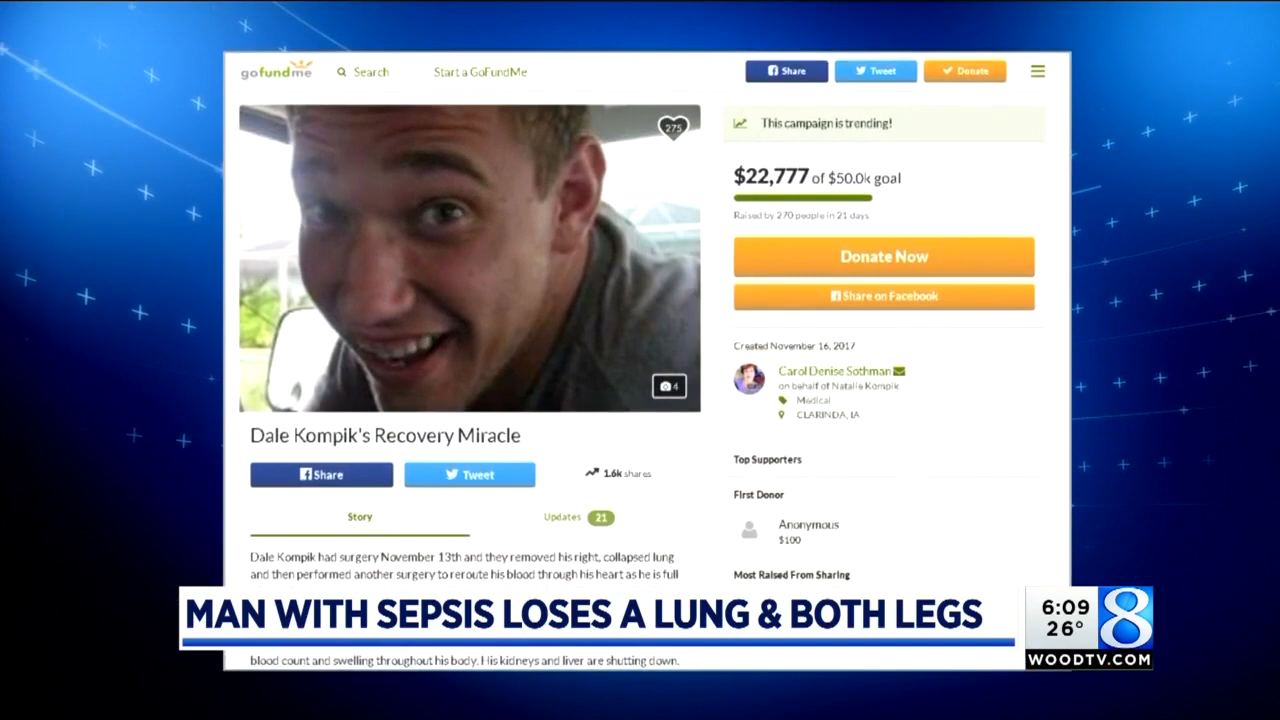 gofundme
Search
Start a GoFundMe
Share
Tweet
Donate
275
This campaign is trending!
$22,777 of $50.0k goal
Raised by 270 people in 21 days
Donate Now
Share on Facebook
Created November 16, 2017
Carol Denise Sothman
on behalf of Natalie Kompik
Medical
CLARINDA, IA
4
Dale Kompik's Recovery Miracle
Share
Tweet
1.6k shares
Top Supporters
First Donor
Anonymous
$100
Most Raised From Sharing
Story
Updates 21
Dale Kompik had surgery November 13th and they removed his right, collapsed lung
and then performed another surgery to reroute his blood through his heart as he is full
MAN WITH SEPSIS LOSES A LUNG & BOTH LEGS
6:09
26°
8
WOODTV.COM
blood count and swelling throughout his body. His kidneys and liver are shutting down.